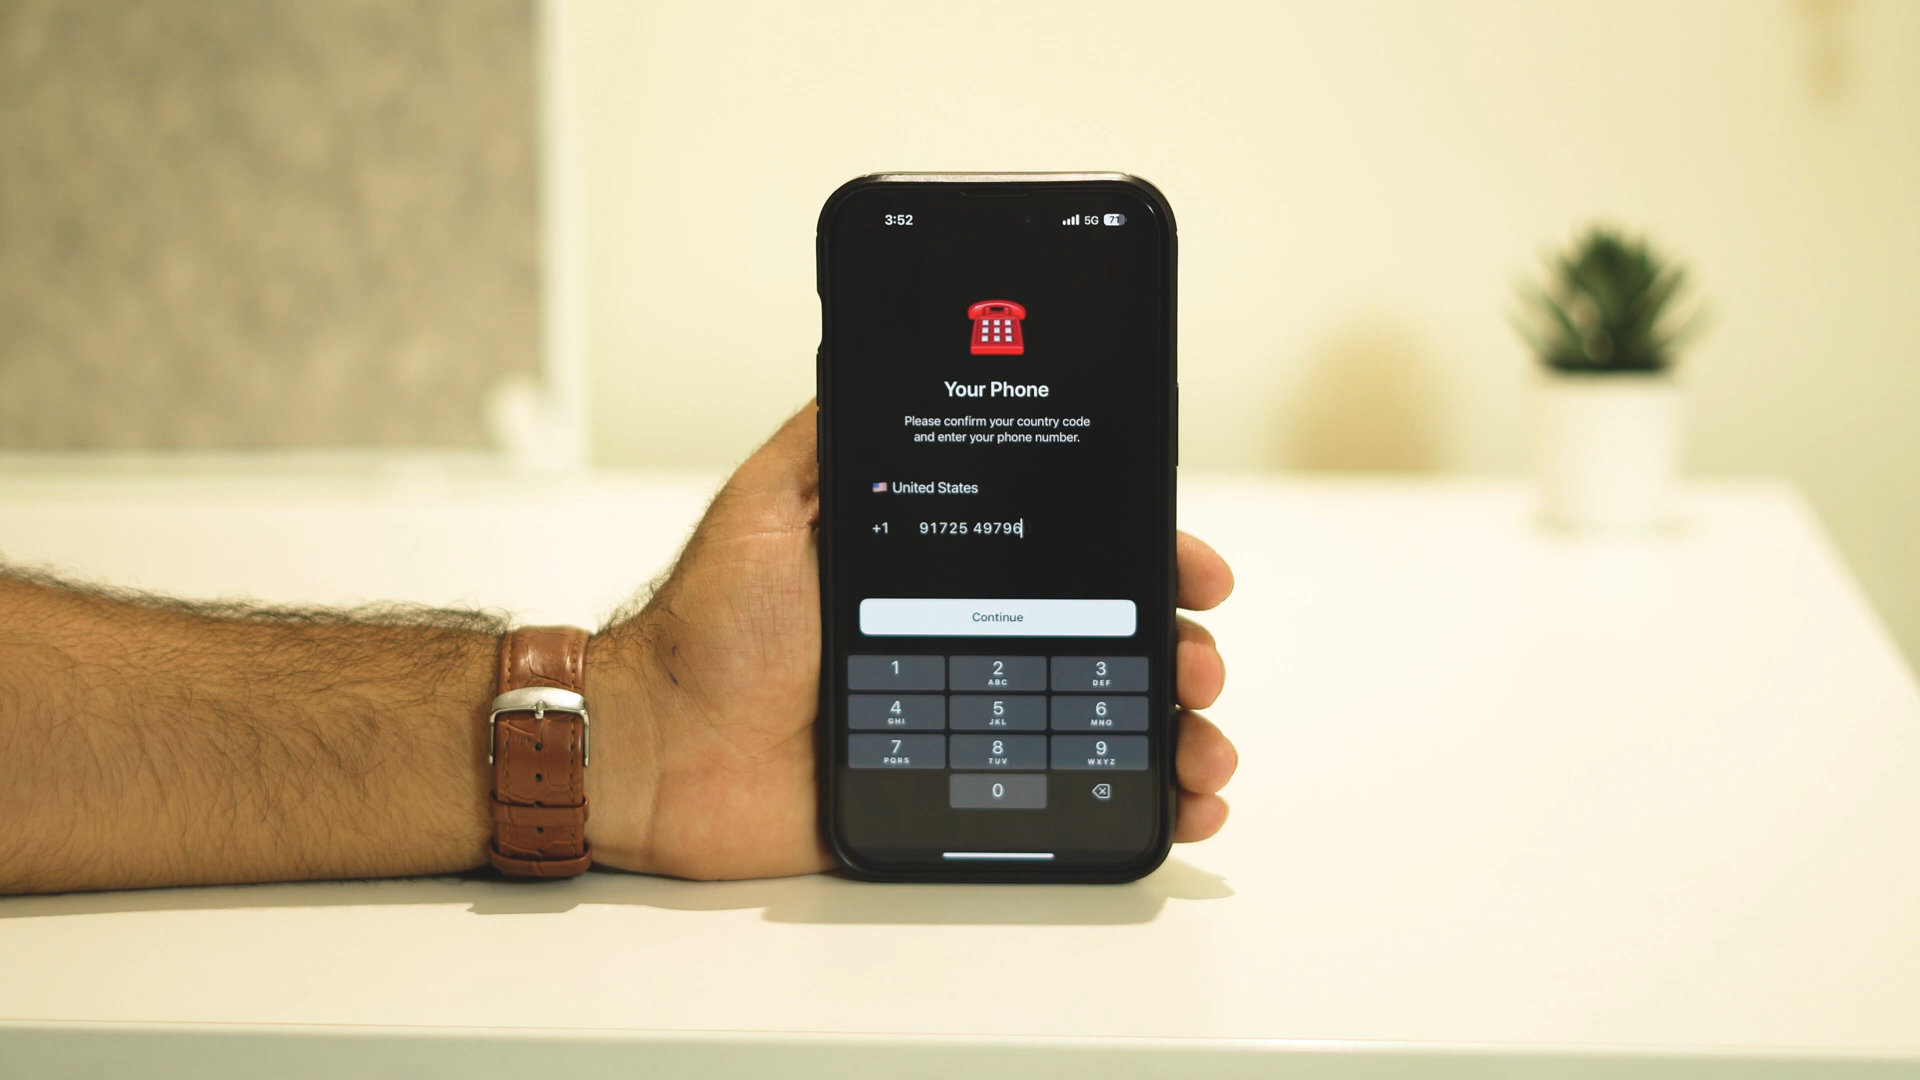 3:52 5G 71
Your Phone
Please confirm your country code
and enter your phone number.
🇺🇸 United States
+1 91725 49796
Continue
1 2 3
ABC DEF
4 5 6
GHI JKL MNO
7 8 9
PQRS TUV WXYZ
0